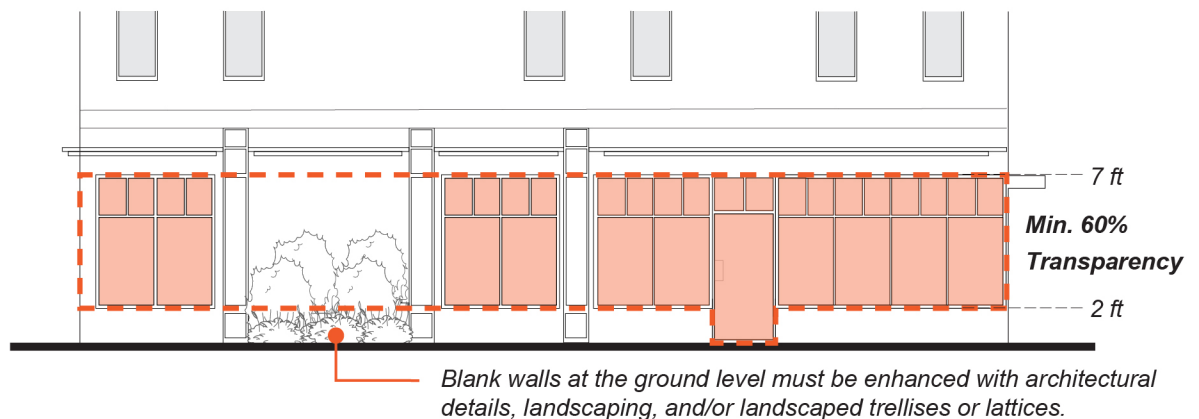 7 ft
Min. 60%
Transparency
2 ft
Blank walls at the ground level must be enhanced with architectural
details, landscaping, and/or landscaped trellises or lattices.